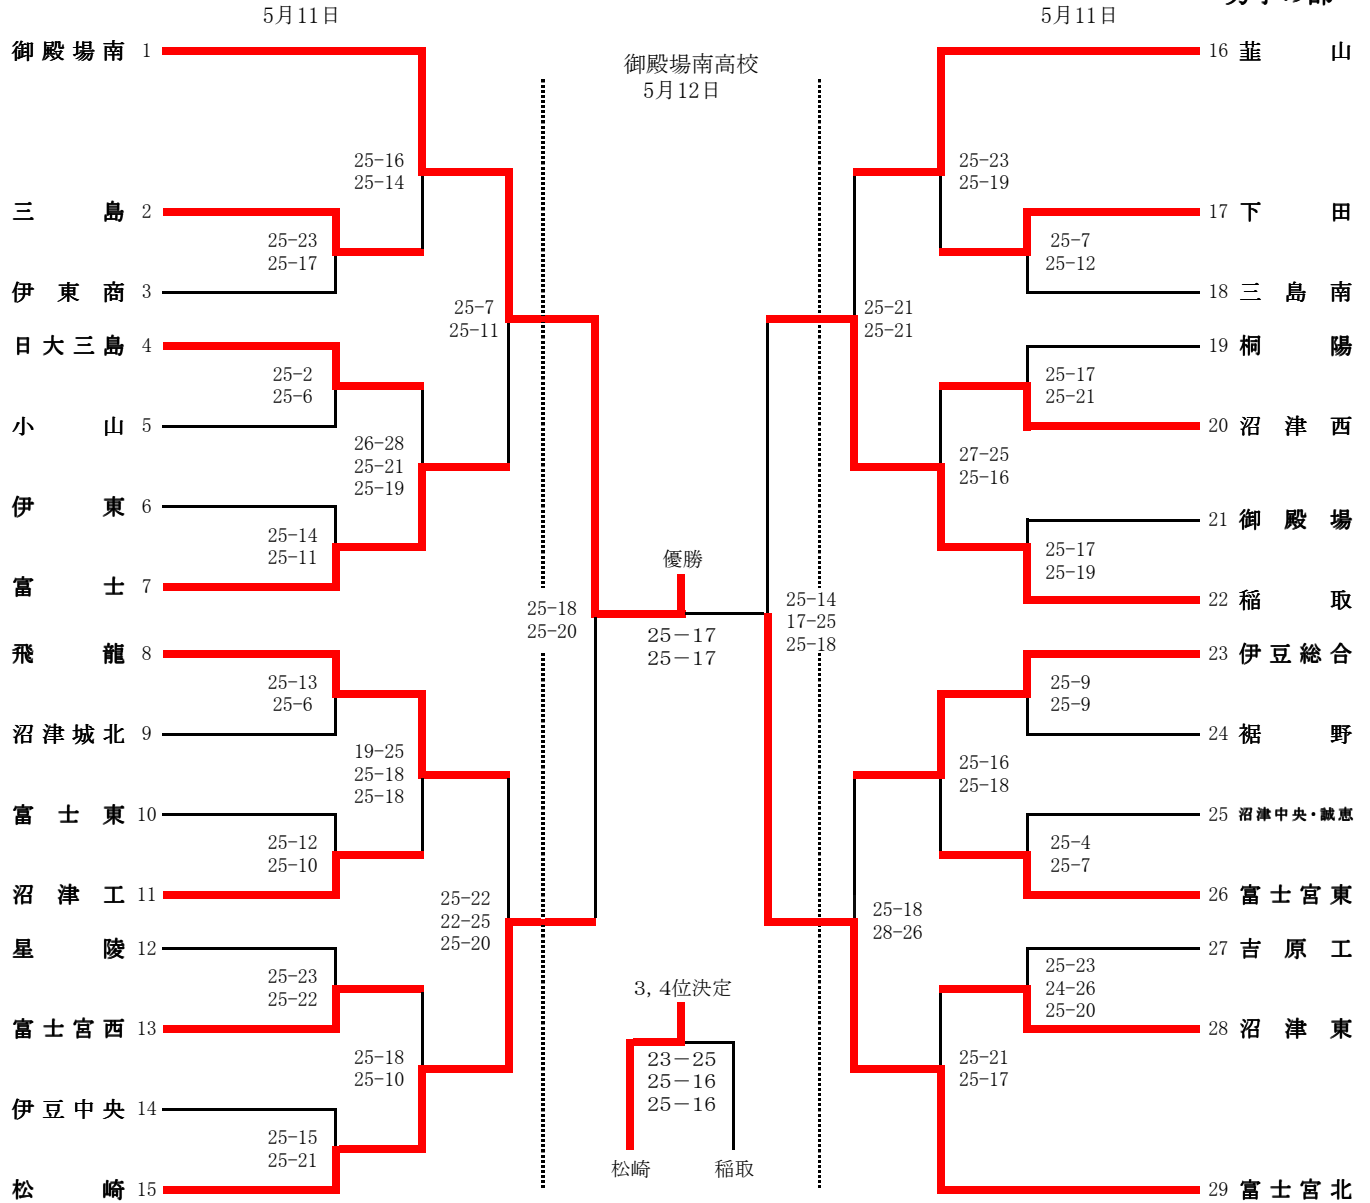 5月11日
御殿場南 1
25-16
25-14
三島 2
25-23
25-17
伊東商 3
25-7
25-11
日大三島 4
25-2
25-6
小山 5
26-28
25-21
25-19
伊東 6
25-14
25-11
富士 7
25-18
25-20
飛龍 8
25-13
25-6
沼津城北 9
19-25
25-18
25-18
富士東 10
25-12
25-10
沼津工 11
25-22
22-25
25-20
星陵 12
25-23
25-22
富士宮西 13
25-18
25-10
伊豆中央 14
25-15
25-21
松崎 15
御殿場南高校
5月12日
優勝
25-17
25-17
3,4位決定
23-25
25-16
25-16
松崎 稲取
5月11日
16 韮山
25-23
25-19
17 下田
25-7
25-12
18 三島南
25-21
25-21
19 桐陽
25-17
25-21
20 沼津西
27-25
25-16
21 御殿場
25-17
25-19
22 稲取
25-14
17-25
25-18
23 伊豆総合
25-9
25-9
24 裾野
25-16
25-18
25 沼津中央・誠恵
25-4
25-7
26 富士宮東
25-18
28-26
27 吉原工
25-23
24-26
25-20
28 沼津東
25-21
25-17
29 富士宮北